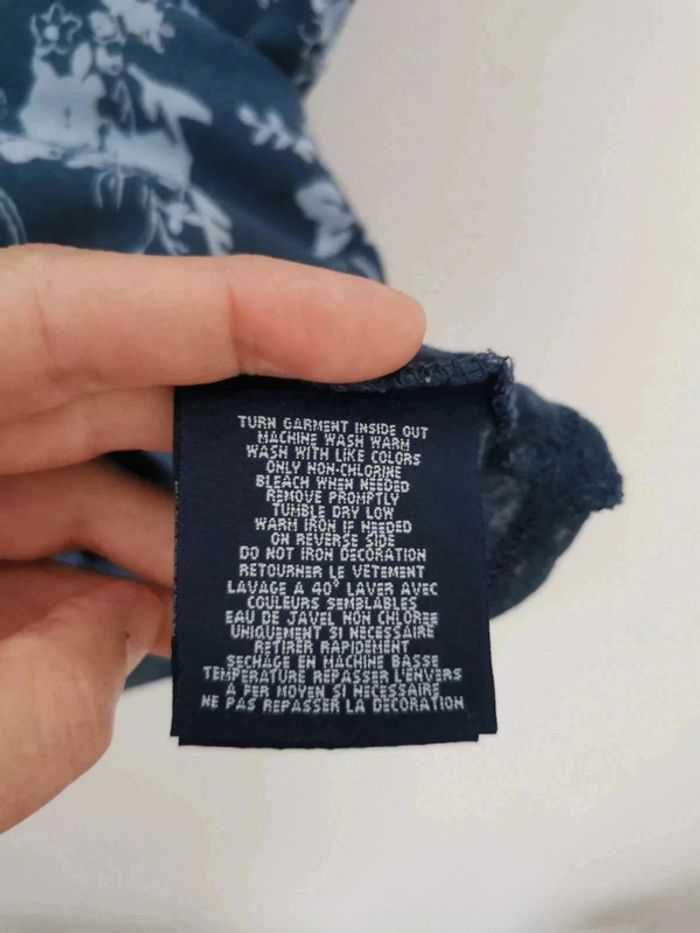 TURN GARMENT INSIDE OUT
MACHINE WASH WARM
WASH WITH LIKE COLORS
ONLY NON-CHLORINE
BLEACH WHEN NEEDED
REMOVE PROMPTLY
TUMBLE DRY LOW
WARM IRON IF NEEDED
ON REVERSE SIDE
DO NOT IRON DECORATION
RETOURNER LE VETEMENT
LAVAGE A 40° LAVER AVEC
COULEURS SEMBLABLES
EAU DE JAVEL NON CHLOREE
UNIQUEMENT SI NECESSAIRE
RETIRER RAPIDEMENT
SECHAGE EN MACHINE BASSE
TEMPERATURE REPASSER L'ENVERS
A FER MOYEN SI NECESSAIRE
NE PAS REPASSER LA DECORATION